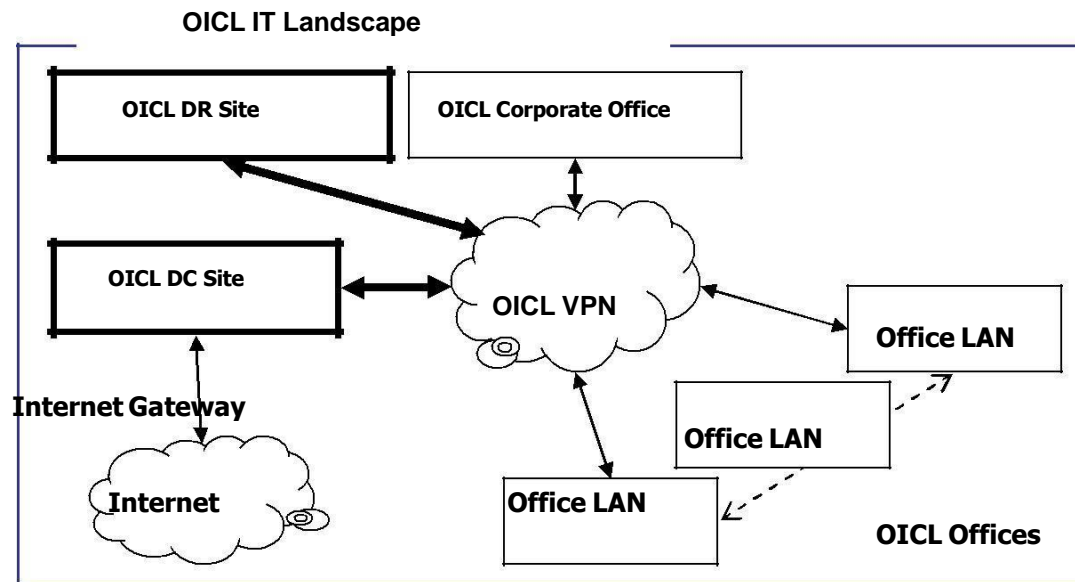 OICL IT Landscape
OICL DR Site
OICL Corporate Office
OICL DC Site
OICL VPN
Office LAN
Internet Gateway
Office LAN
Internet
Office LAN
OICL Offices